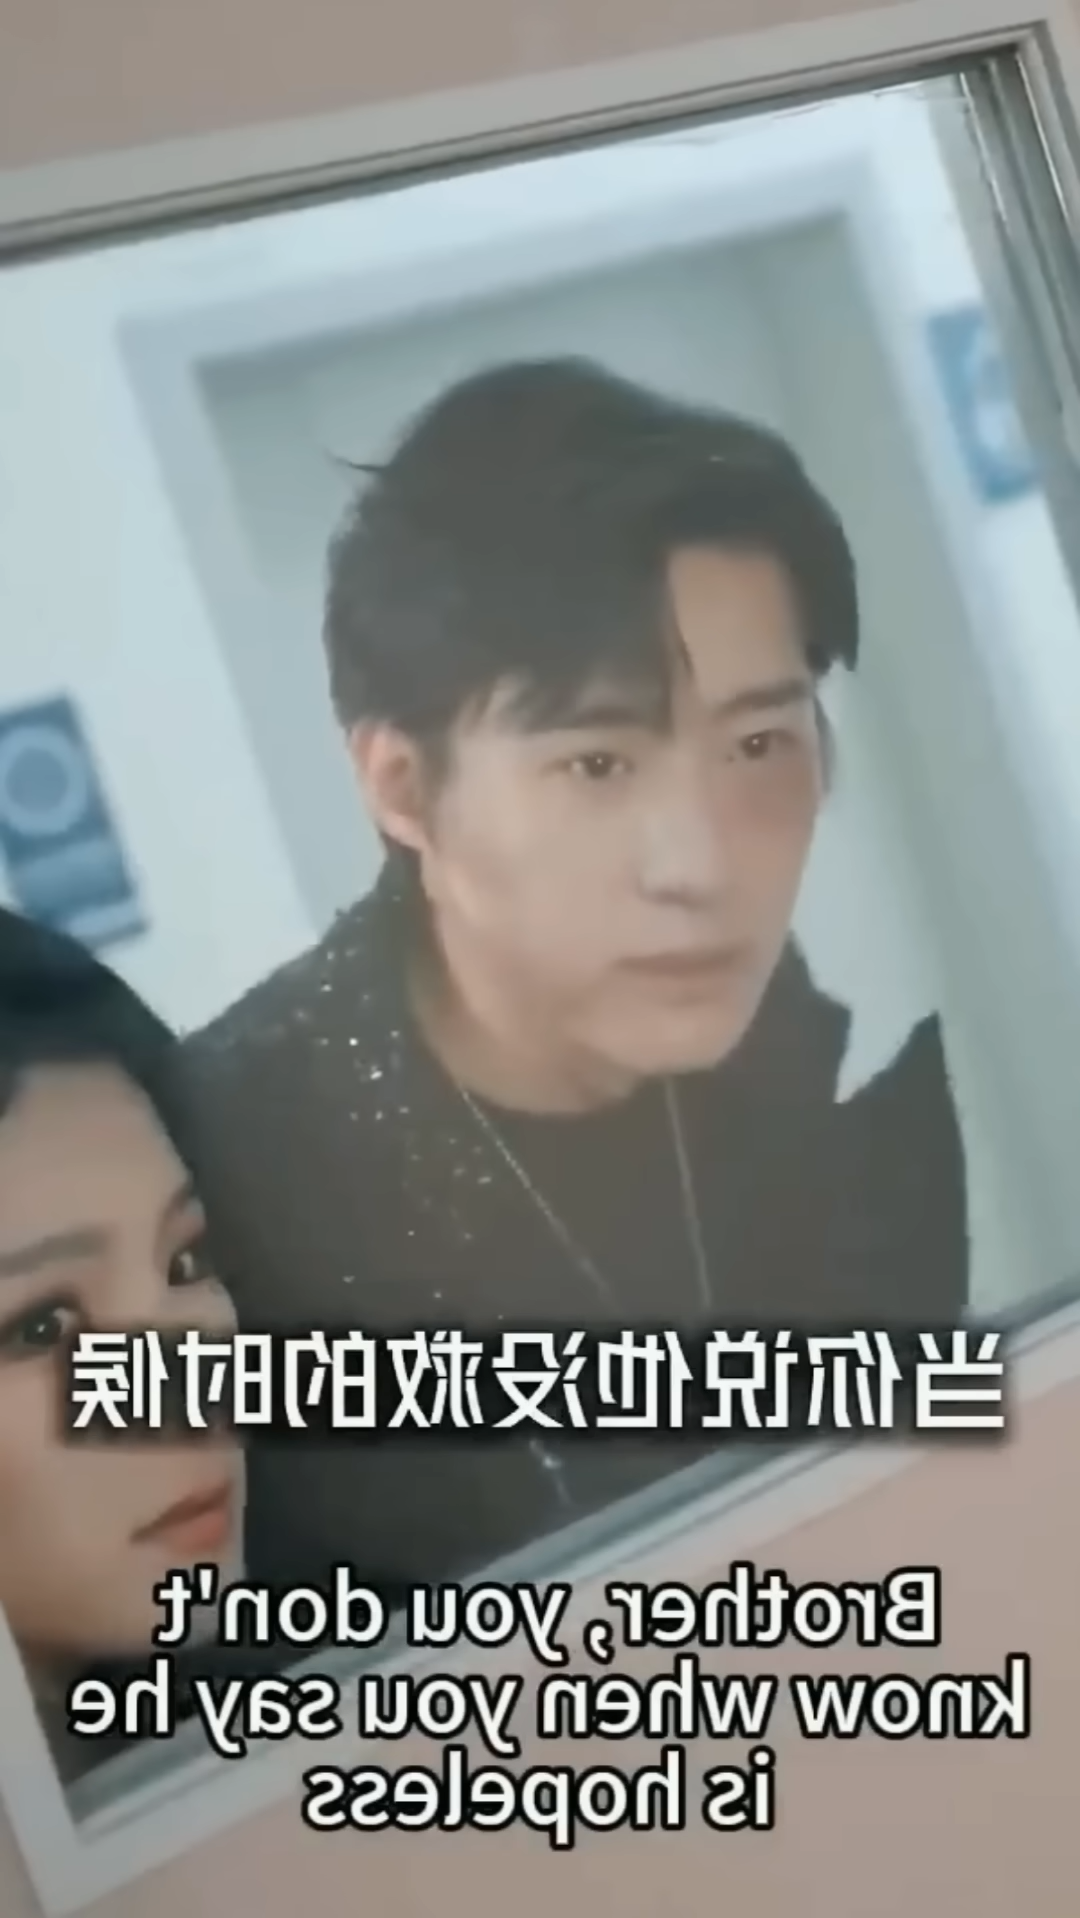 当你说他没救的时候
Brother, you don't
know when you say he
is hopeless